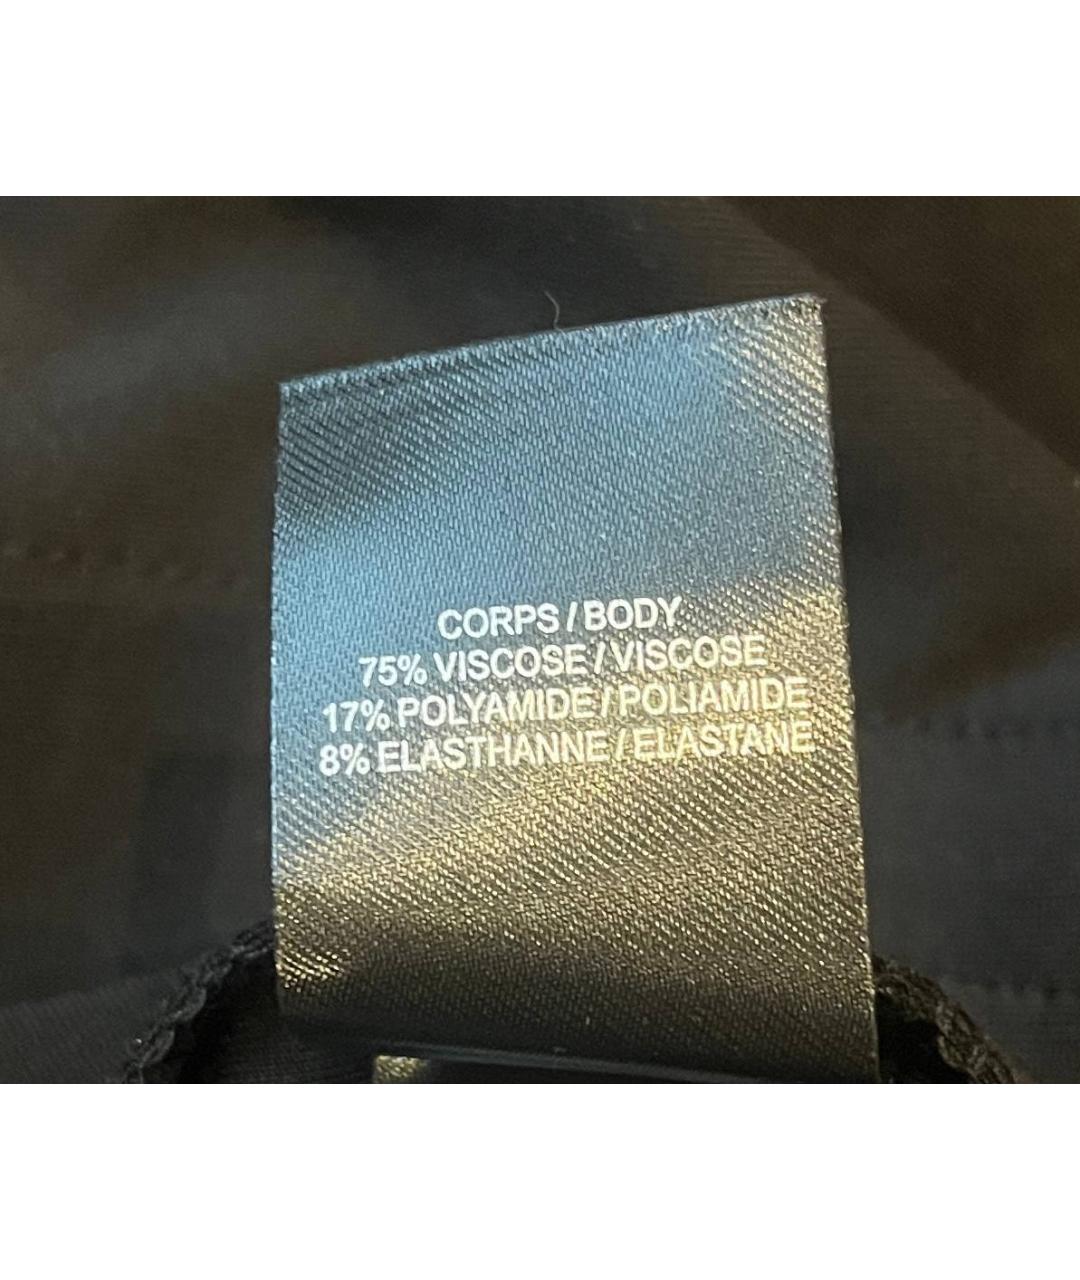 CORPS / BODY
75% VISCOSE / VISCOSE
17% POLYAMIDE / POLIAMIDE
8% ELASTHANNE / ELASTANE